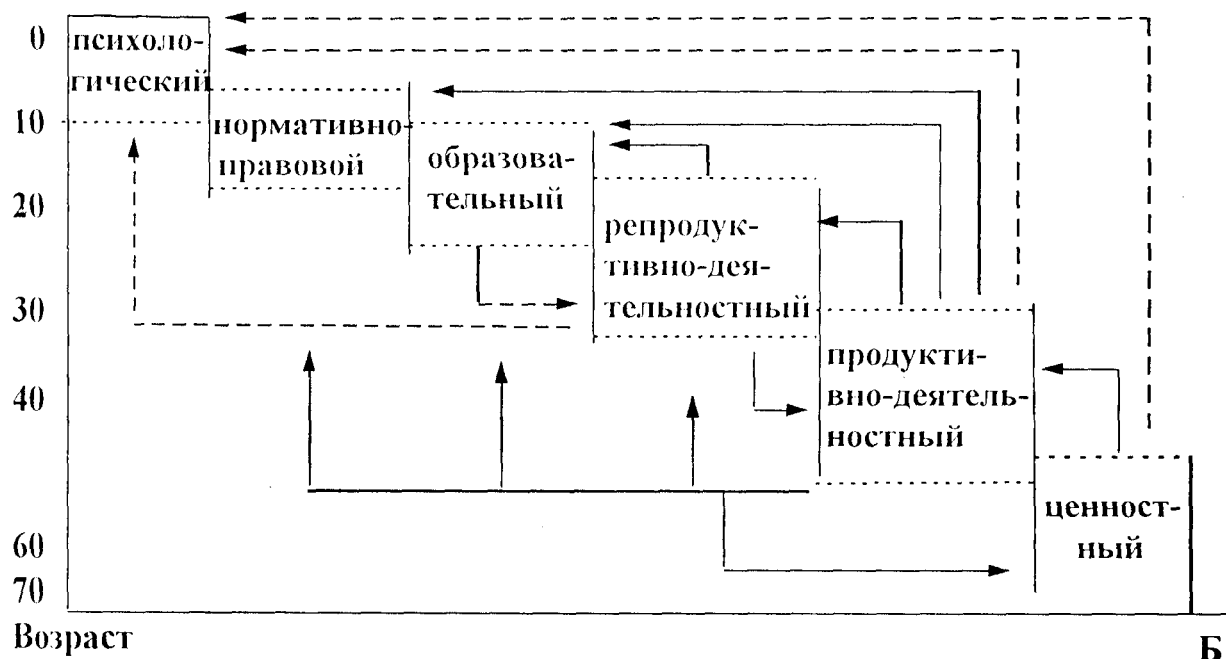 0
психоло-
гический
10
нормативно-
правовой
образова-
тельный
20
репродук-
тивно-дея-
тельностный
30
продукти-
вно-деятель-
ностный
40
ценност-
ный
60
70
Возраст
Б